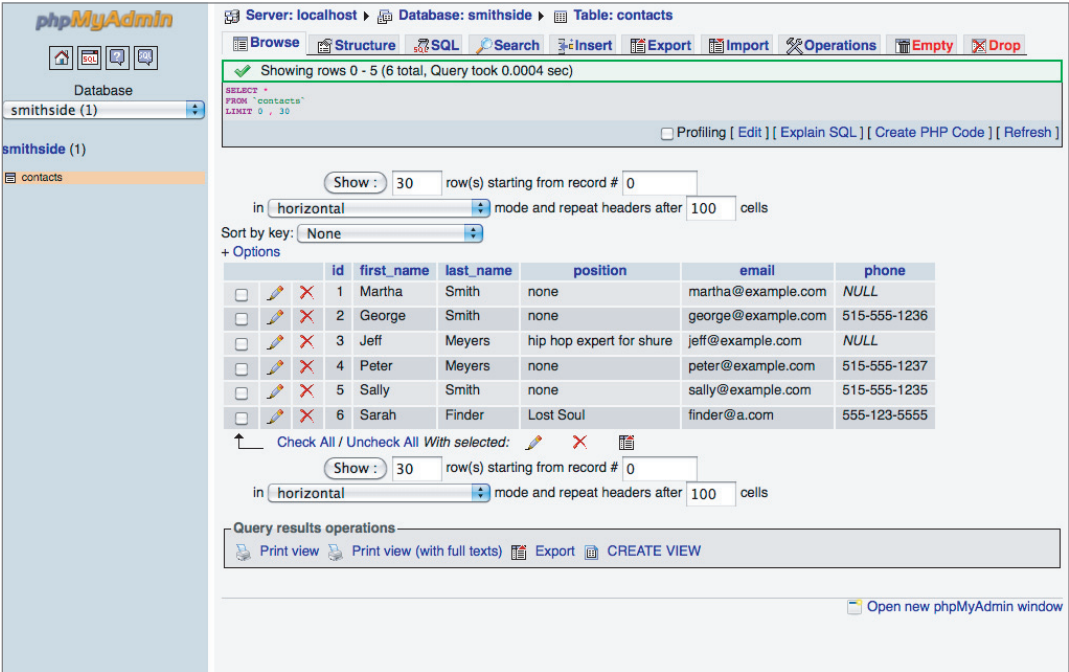 phpMyAdmin
SQL ? SQL
Database
smithside (1)
smithside (1)
contacts
Server: localhost Database: smithside Table: contacts
Browse Structure SQL Search Insert Export Import Operations Empty Drop
Showing rows 0 - 5 (6 total, Query took 0.0004 sec)
SELECT *
FROM `contacts`
LIMIT 0 , 30
Profiling [ Edit ] [ Explain SQL ] [ Create PHP Code ] [ Refresh ]
Show : 30 row(s) starting from record # 0
in horizontal mode and repeat headers after 100 cells
Sort by key: None
+ Options
id first_name last_name position email phone
1 Martha Smith none martha@example.com NULL
2 George Smith none george@example.com 515-555-1236
3 Jeff Meyers hip hop expert for shure jeff@example.com NULL
4 Peter Meyers none peter@example.com 515-555-1237
5 Sally Smith none sally@example.com 515-555-1235
6 Sarah Finder Lost Soul finder@a.com 555-123-5555
Check All / Uncheck All With selected:
Show : 30 row(s) starting from record # 0
in horizontal mode and repeat headers after 100 cells
Query results operations
Print view Print view (with full texts) Export CREATE VIEW
Open new phpMyAdmin window